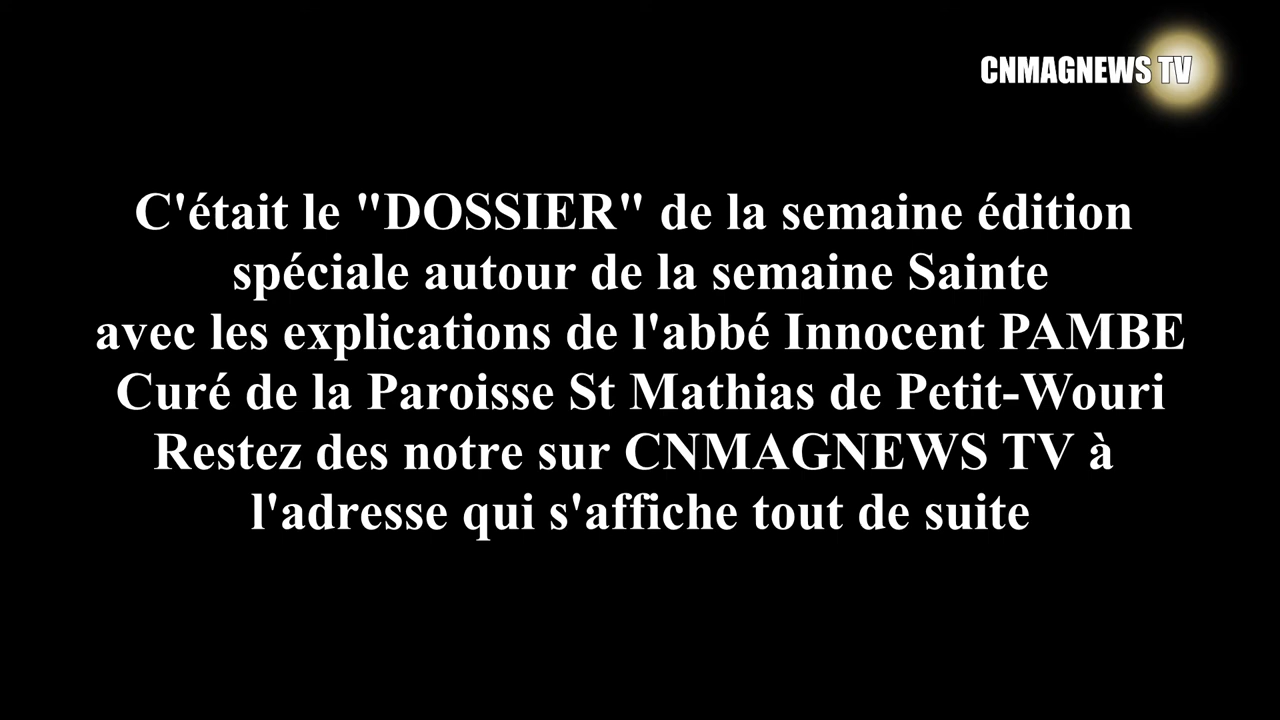 CNMAGNEWS TV
C'était le "DOSSIER" de la semaine édition
spéciale autour de la semaine Sainte
avec les explications de l'abbé Innocent PAMBE
Curé de la Paroisse St Mathias de Petit-Wouri
Restez des notre sur CNMAGNEWS TV à
l'adresse qui s'affiche tout de suite